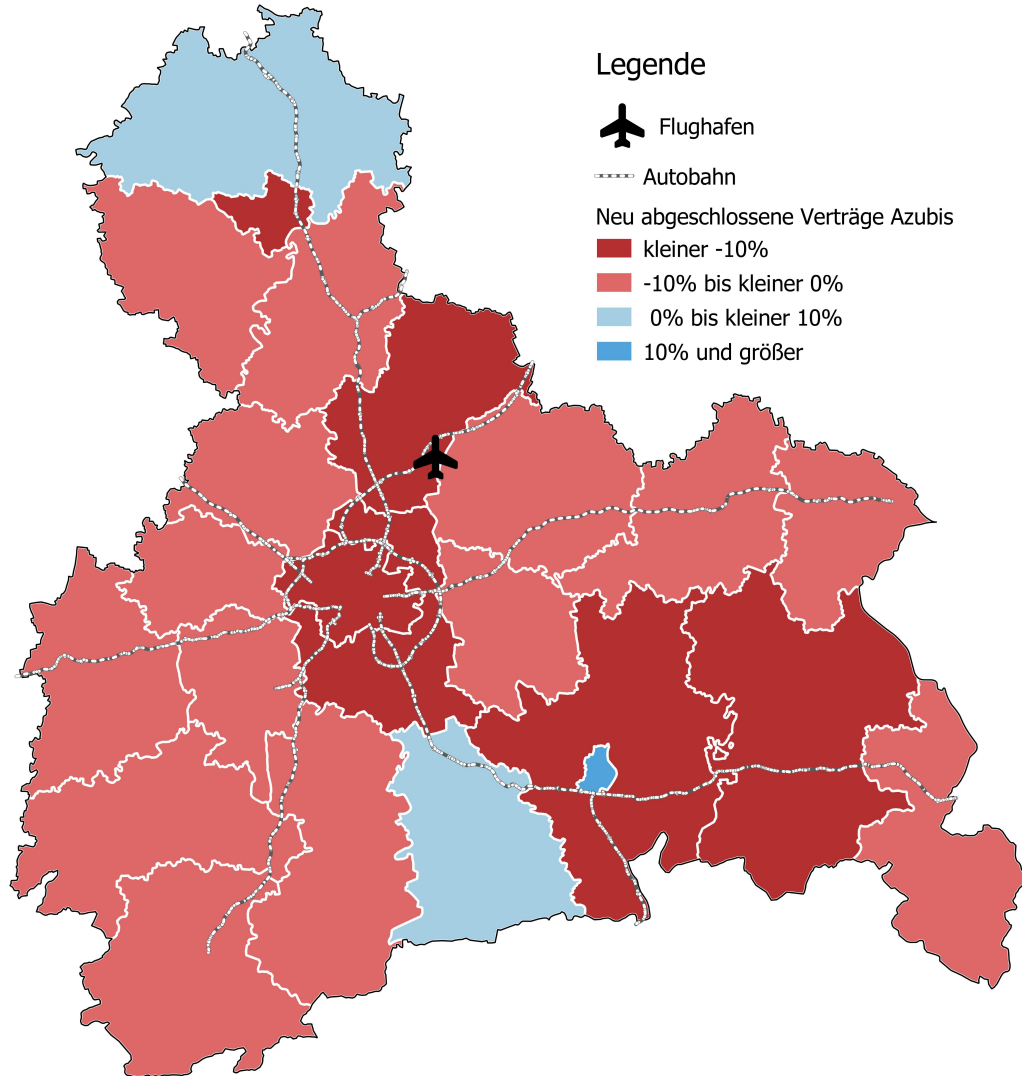 Legende
Flughafen
Autobahn
Neu abgeschlossene Verträge Azubis
kleiner -10%
-10% bis kleiner 0%
0% bis kleiner 10%
10% und größer